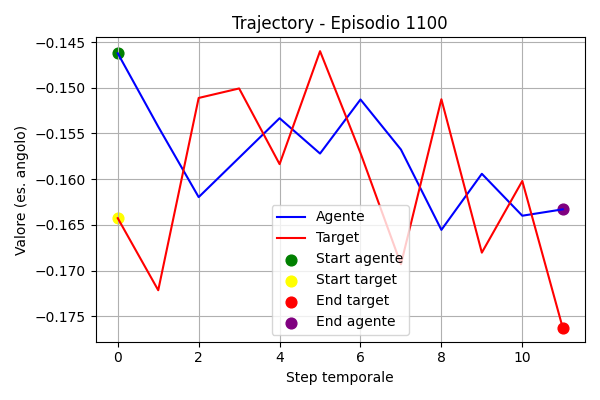 Trajectory - Episodio 1100
Valore (es. angolo)
−0.145
−0.150
−0.155
−0.160
−0.165
−0.170
−0.175
Agente
Target
Start agente
Start target
End target
End agente
0 2 4 6 8 10
Step temporale